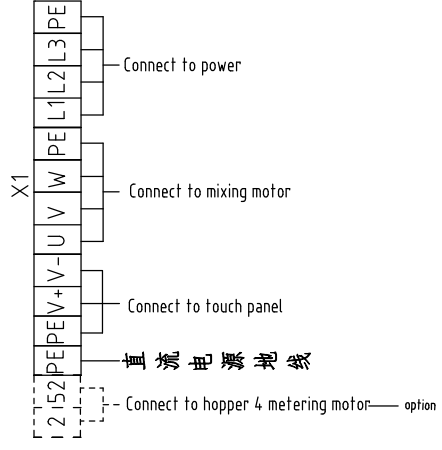 X1
PE
L3
L2
L1
Connect to power
PE
W
V
U
Connect to mixing motor
V-
V+
PE
Connect to touch panel
PE
直流电源地线
152
2
Connect to hopper 4 metering motor
option